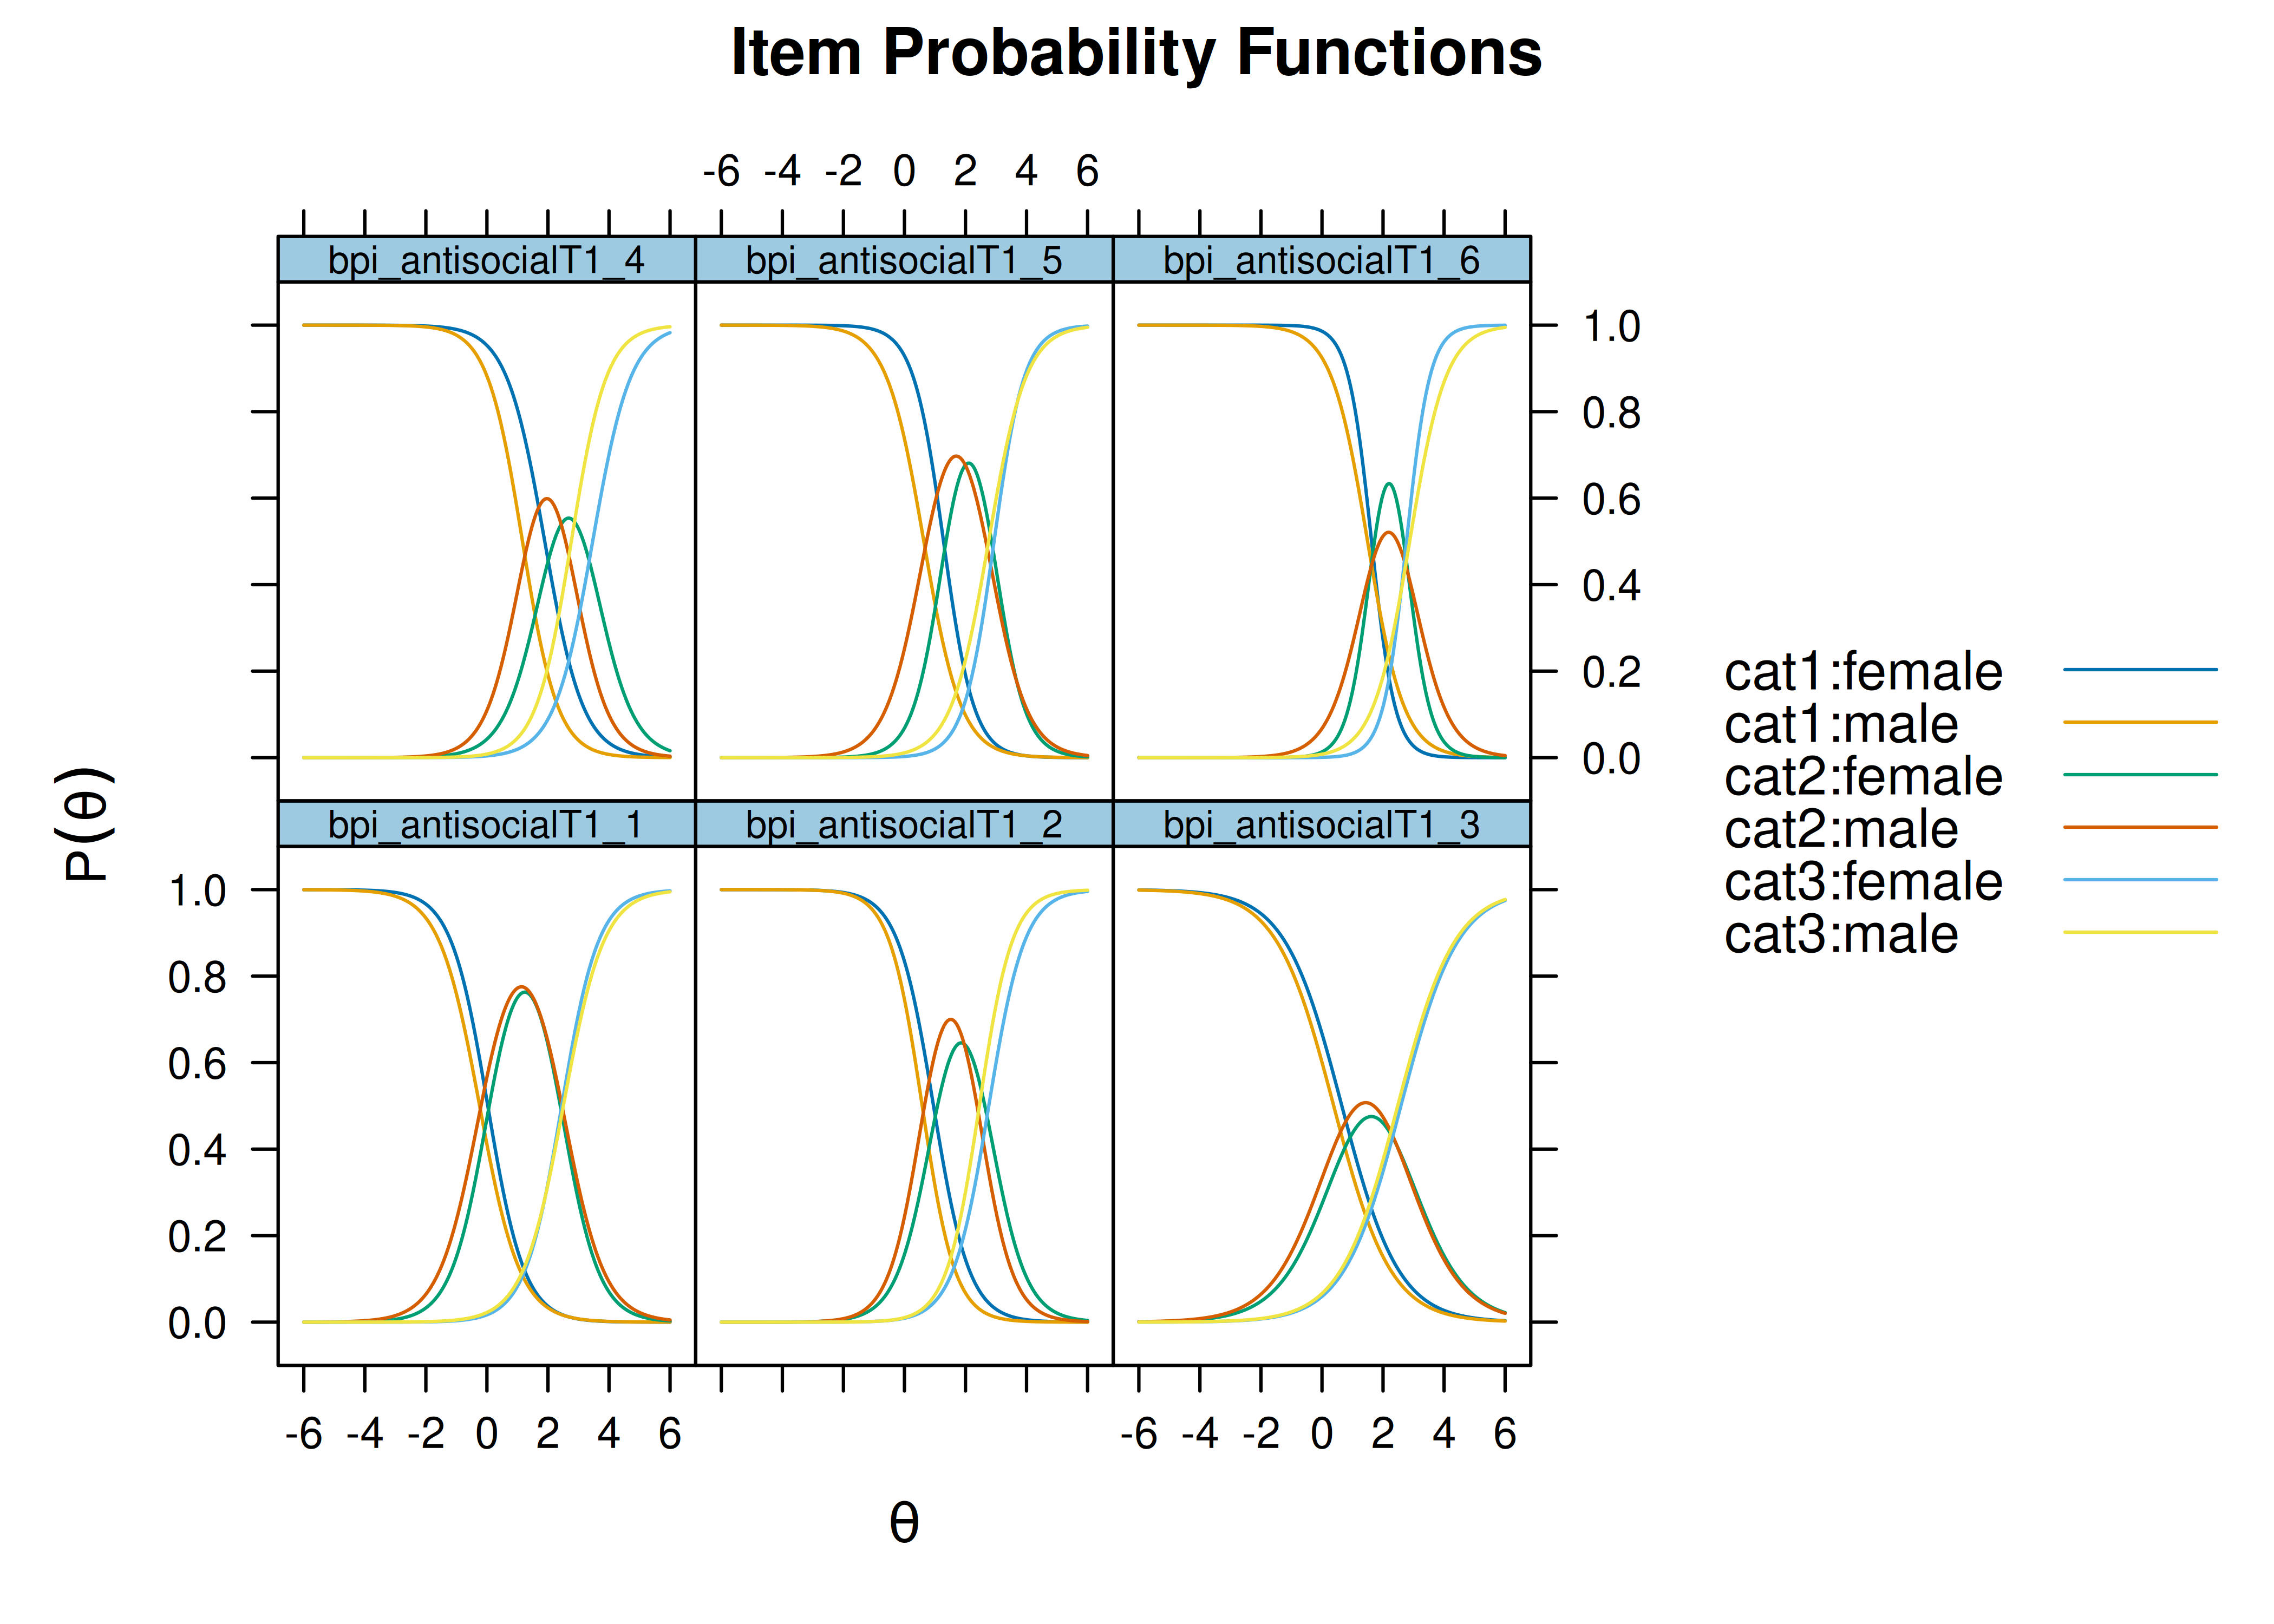 Item Probability Functions
-6 -4 -2 0 2 4 6
bpi_antisocialT1_4 bpi_antisocialT1_5 bpi_antisocialT1_6
1.0
0.8
0.6
0.4
0.2
0.0
cat1:female
cat1:male
cat2:female
cat2:male
cat3:female
cat3:male
P(θ)
bpi_antisocialT1_1 bpi_antisocialT1_2 bpi_antisocialT1_3
1.0
0.8
0.6
0.4
0.2
0.0
-6 -4 -2 0 2 4 6 -6 -4 -2 0 2 4 6
θ